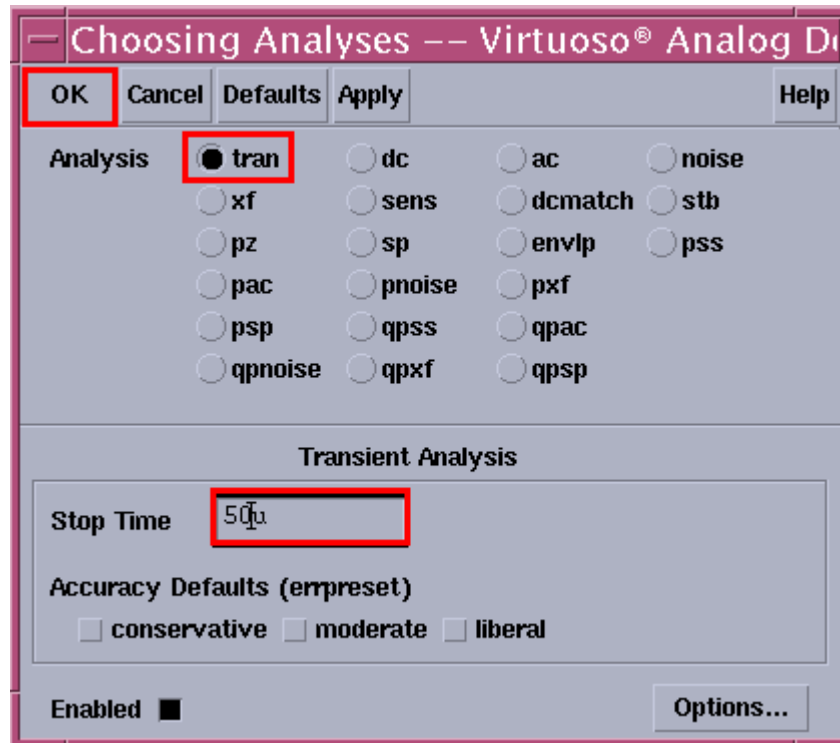 Choosing Analyses -- Virtuoso® Analog D
OK Cancel Defaults Apply Help
Analysis tran dc ac noise
xf sens dcmatch stb
pz sp envlp pss
pac pnoise pxf
psp qpss qpac
qpnoise qpxf qpsp
Transient Analysis
Stop Time 50u
Accuracy Defaults (errpreset)
conservative moderate liberal
Enabled Options...